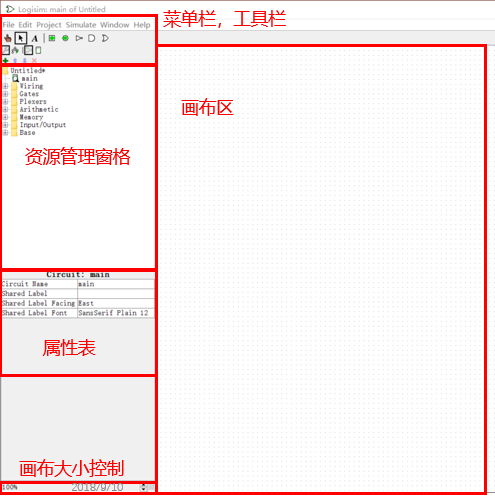 Logisim: main of Untitled
File Edit Project Simulate Window Help
菜单栏，工具栏
A
Untitled*
main
Wiring
Gates
Plexers
Arithmetic
Memory
Input/Output
Base
画布区
资源管理窗格
Circuit: main
Circuit Name main
Shared Label
Shared Label Facing East
Shared Label Font SansSerif Plain 12
属性表
画布大小控制
100% 2018/9/10